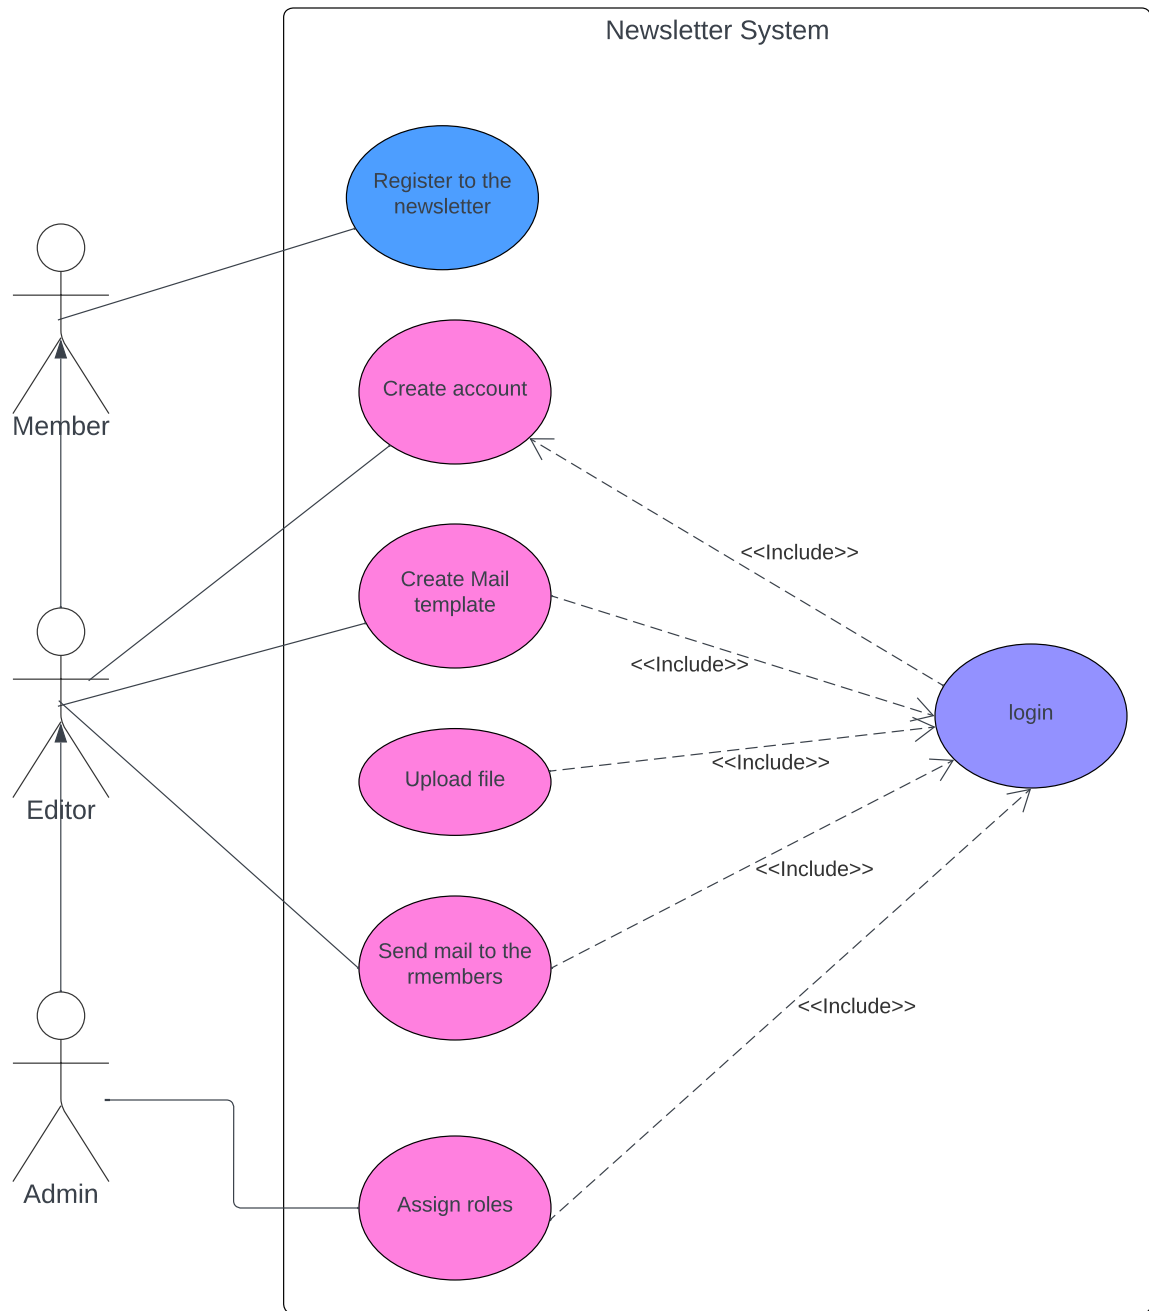 Newsletter System
Register to the
newsletter
Member
Create account
<<Include>>
Create Mail
template
<<Include>>
login
Upload file
<<Include>>
Editor
<<Include>>
Send mail to the
rmembers
<<Include>>
Admin
Assign roles